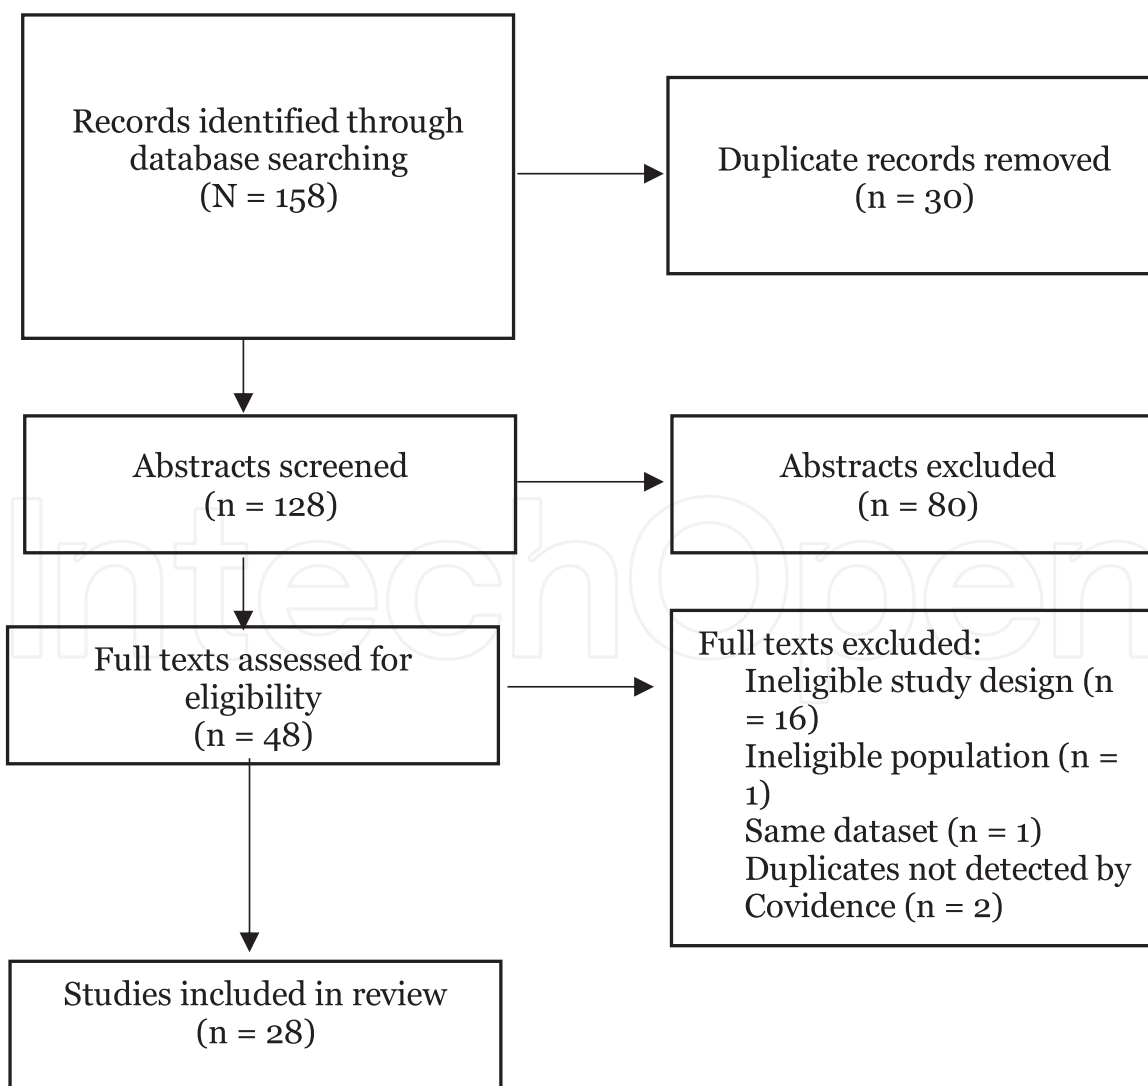 Records identified through
database searching
(N = 158)
Duplicate records removed
(n = 30)
Abstracts screened
(n = 128)
Abstracts excluded
(n = 80)
Full texts assessed for
eligibility
(n = 48)
Full texts excluded:
Ineligible study design (n
= 16)
Ineligible population (n =
1)
Same dataset (n = 1)
Duplicates not detected by
Covidence (n = 2)
Studies included in review
(n = 28)
IntechOpen